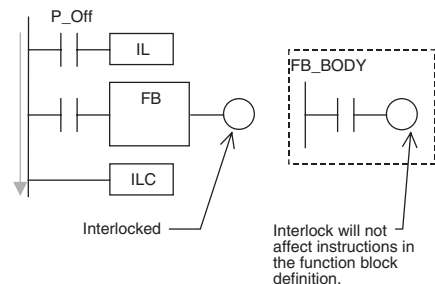 P_Off
IL
FB
ILC
Interlocked
FB_BODY
Interlock will not
affect instructions in
the function block
definition.